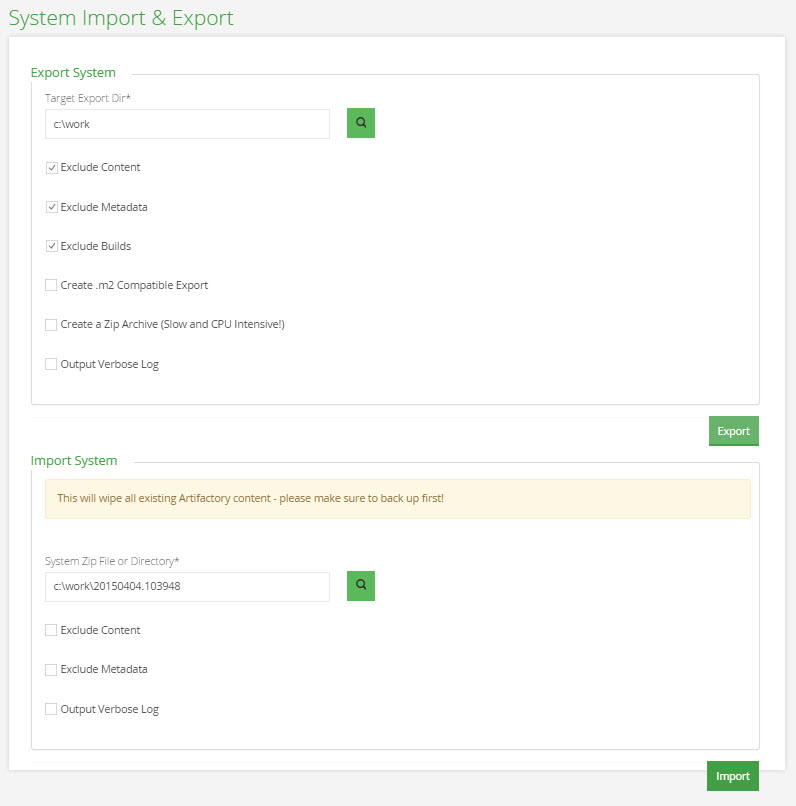 System Import & Export
Export System
Target Export Dir*
c:\work
Exclude Content
Exclude Metadata
Exclude Builds
Create .m2 Compatible Export
Create a Zip Archive (Slow and CPU Intensive!)
Output Verbose Log
Export
Import System
This will wipe all existing Artifactory content - please make sure to back up first!
System Zip File or Directory*
c:\work\20150404.103948
Exclude Content
Exclude Metadata
Output Verbose Log
Import